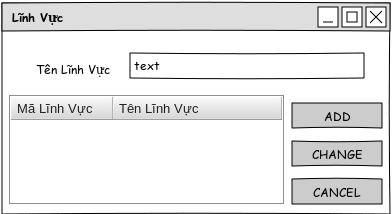 Lĩnh Vực
Tên Lĩnh Vực text
Mã Lĩnh Vực Tên Lĩnh Vực
ADD
CHANGE
CANCEL